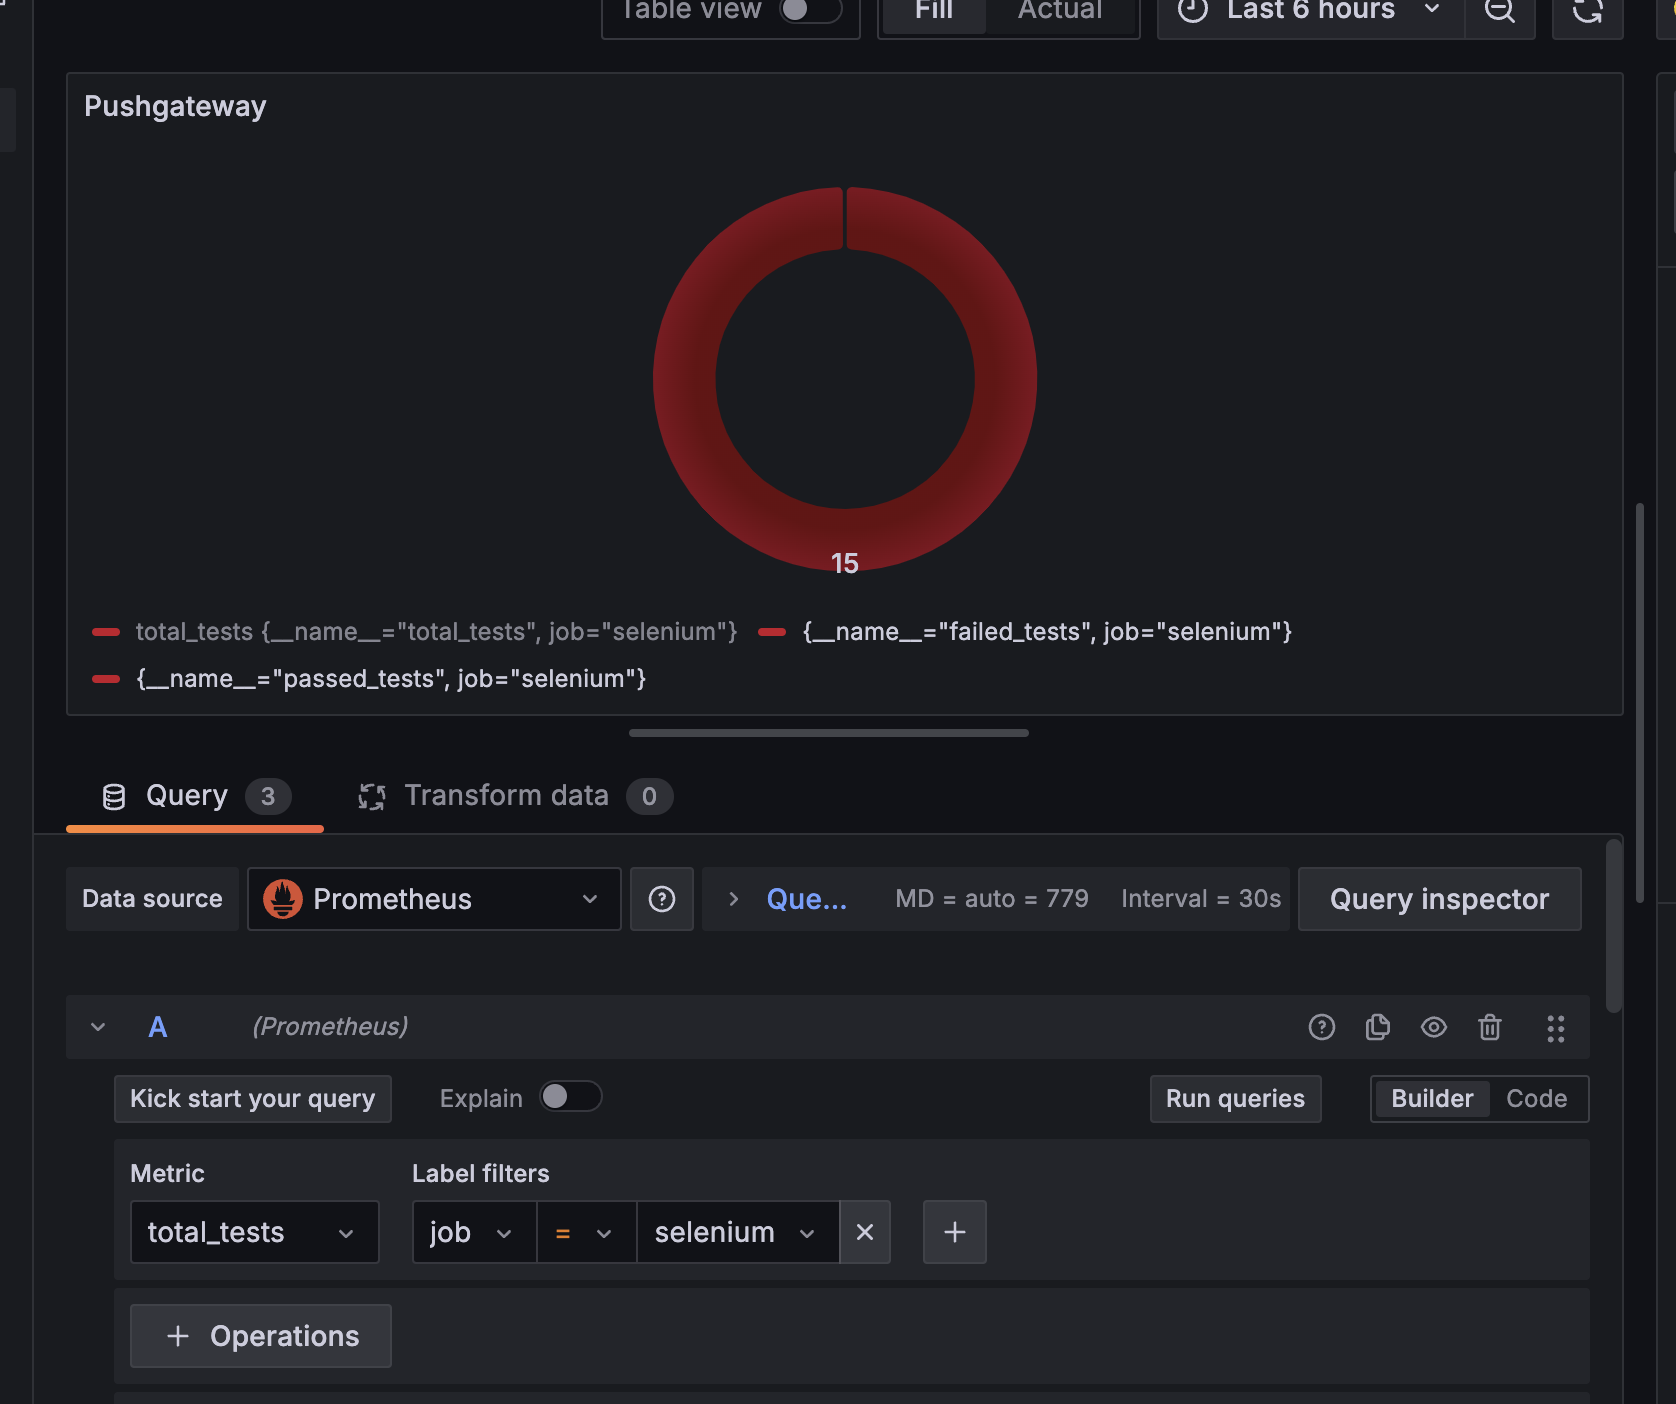 Table view Fill Actual Last 6 hours
Pushgateway
15
total_tests {__name__="total_tests", job="selenium"} {__name__="failed_tests", job="selenium"}
{__name__="passed_tests", job="selenium"}
Query 3 Transform data 0
Data source Prometheus Que... MD = auto = 779 Interval = 30s Query inspector
A (Prometheus)
Kick start your query Explain Run queries Builder Code
Metric Label filters
total_tests job = selenium
+ Operations